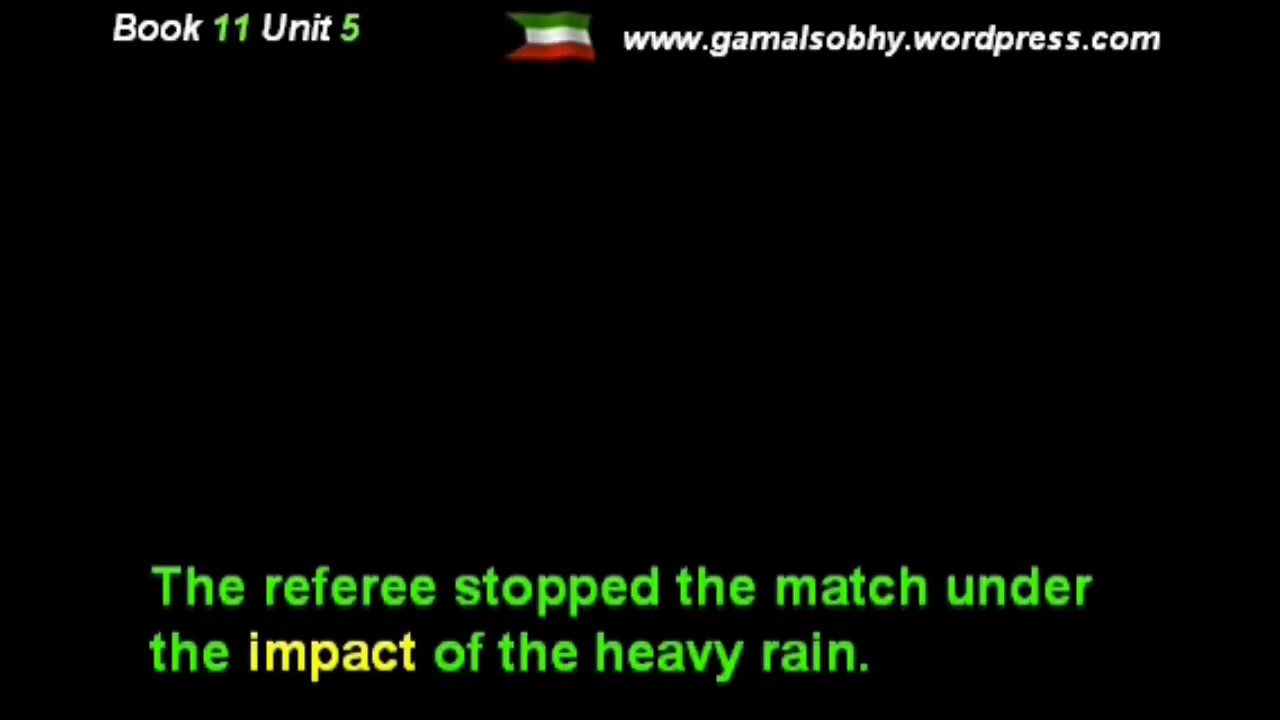 Book 11 Unit 5
www.gamalsobhy.wordpress.com
The referee stopped the match under
the impact of the heavy rain.